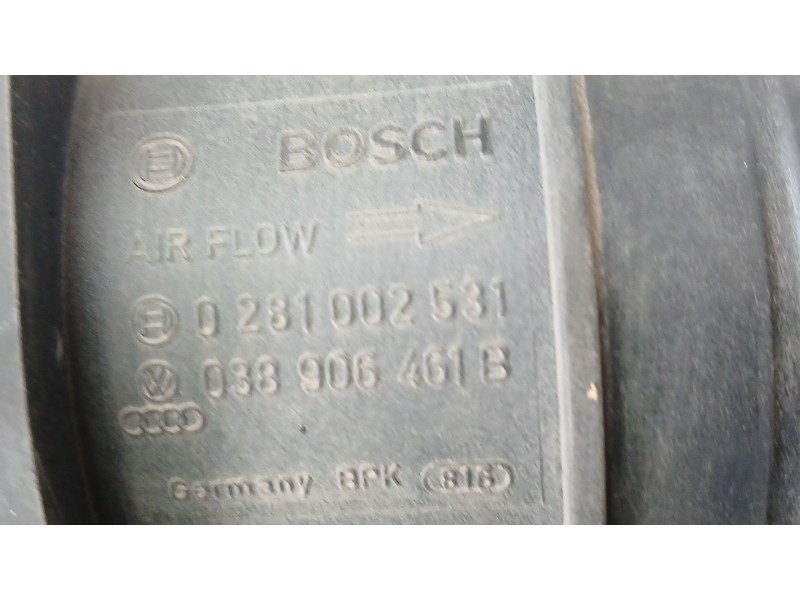 BOSCH
AIR FLOW
0 281 002 531
038 906 461 B
Germany BPK 816